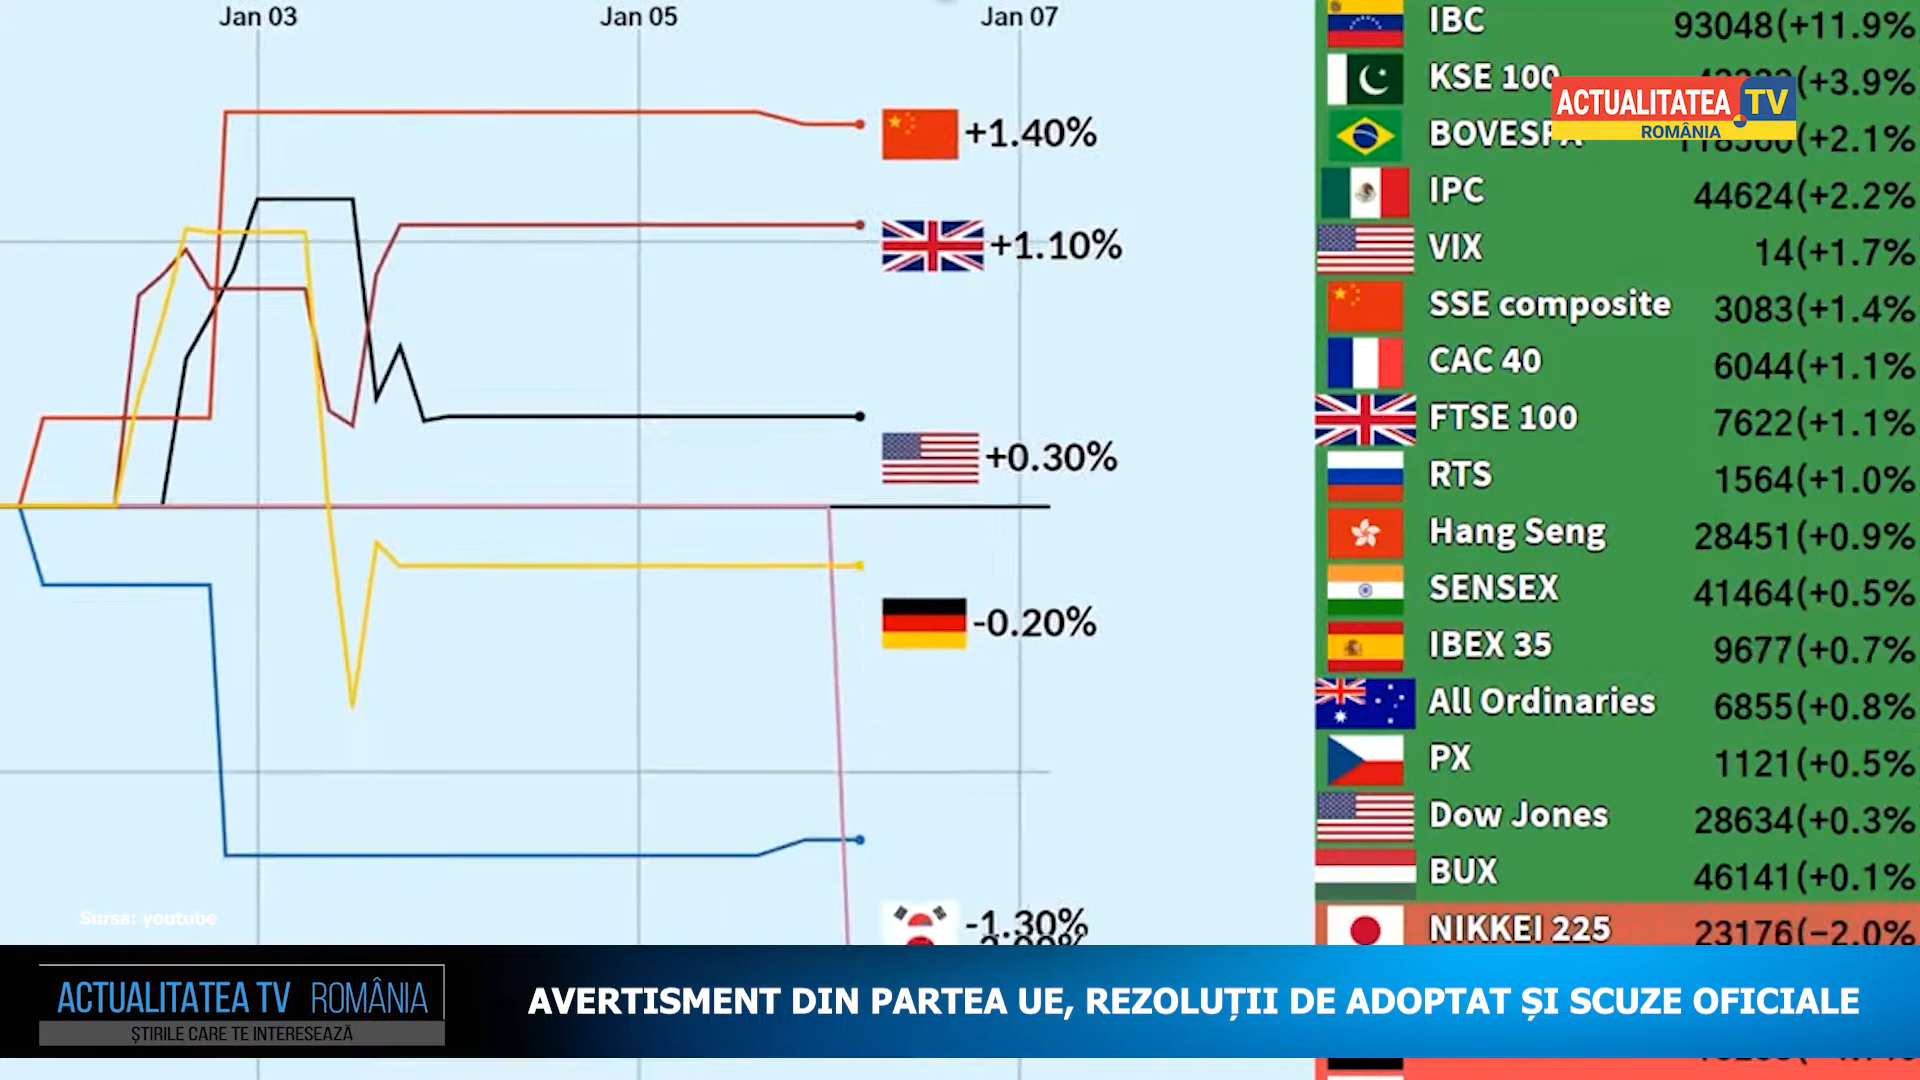 Jan 03 Jan 05 Jan 07
+1.40%
+1.10%
+0.30%
-0.20%
-1.30%
IBC 93048(+11.9%
KSE 100 (+3.9%
BOVESPA (+2.1%
IPC 44624(+2.2%
VIX 14(+1.7%
SSE composite 3083(+1.4%
CAC 40 6044(+1.1%
FTSE 100 7622(+1.1%
RTS 1564(+1.0%
Hang Seng 28451(+0.9%
SENSEX 41464(+0.5%
IBEX 35 9677(+0.7%
All Ordinaries 6855(+0.8%
PX 1121(+0.5%
Dow Jones 28634(+0.3%
BUX 46141(+0.1%
NIKKEI 225 23176(−2.0%
ACTUALITATEA TV
ROMÂNIA
Sursa: youtube
ACTUALITATEA TV ROMÂNIA
ȘTIRILE CARE TE INTERESEAZĂ
AVERTISMENT DIN PARTEA UE, REZOLUȚII DE ADOPTAT ȘI SCUZE OFICIALE